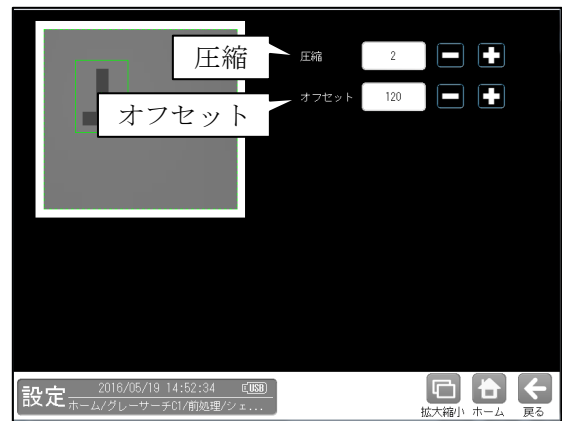 圧縮
圧縮 2
オフセット
オフセット 120
設定
2016/05/19 14:52:34 USB
ホーム/グレーサーチC1/前処理/シェ...
拡大縮小 ホーム 戻る